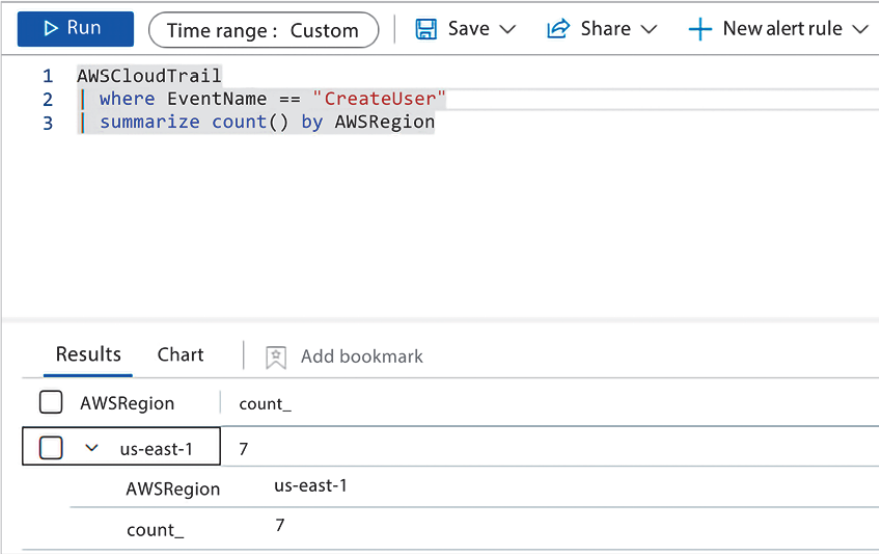 Run Time range : Custom Save Share New alert rule
1 AWSCloudTrail
2 | where EventName == "CreateUser"
3 | summarize count() by AWSRegion
Results Chart Add bookmark
AWSRegion count_
us-east-1 7
AWSRegion us-east-1
count_ 7